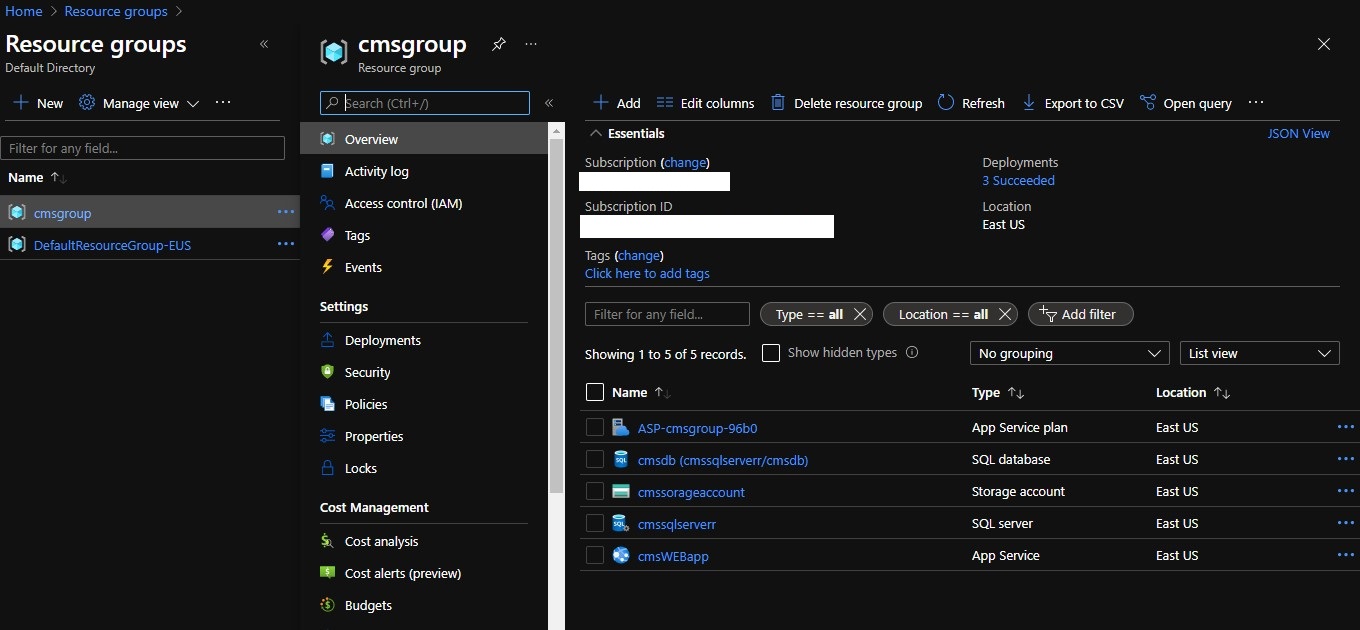 Home > Resource groups >
Resource groups
Default Directory
New Manage view
Filter for any field...
Name
cmsgroup
DefaultResourceGroup-EUS
cmsgroup
Resource group
Search (Ctrl+/)
Overview
Activity log
Access control (IAM)
Tags
Events
Settings
Deployments
Security
Policies
Properties
Locks
Cost Management
Cost analysis
Cost alerts (preview)
Budgets
Add Edit columns Delete resource group Refresh Export to CSV Open query
Essentials JSON View
Subscription (change)
Deployments
3 Succeeded
Subscription ID
Location
East US
Tags (change)
Click here to add tags
Filter for any field... Type == all Location == all Add filter
Showing 1 to 5 of 5 records. Show hidden types No grouping List view
Name Type Location
ASP-cmsgroup-96b0 App Service plan East US
cmsdb (cmssqlserverr/cmsdb) SQL database East US
cmssorageaccount Storage account East US
cmssqlserverr SQL server East US
cmsWEBapp App Service East US